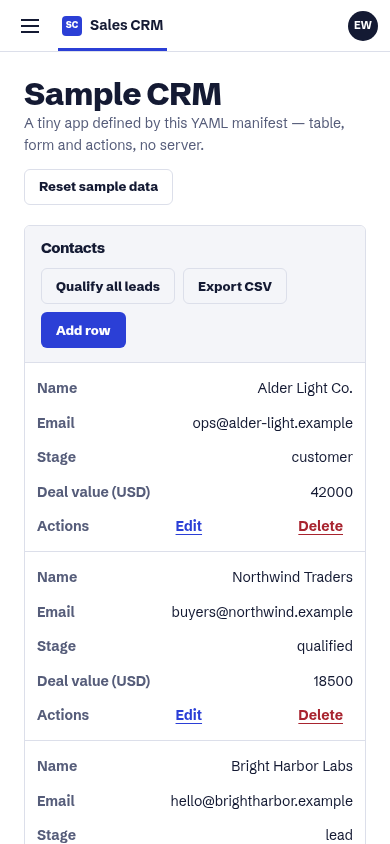 SC Sales CRM EW
Sample CRM
A tiny app defined by this YAML manifest — table,
form and actions, no server.
Reset sample data
Contacts
Qualify all leads Export CSV
Add row
Name Alder Light Co.
Email ops@alder-light.example
Stage customer
Deal value (USD) 42000
Actions Edit Delete
Name Northwind Traders
Email buyers@northwind.example
Stage qualified
Deal value (USD) 18500
Actions Edit Delete
Name Bright Harbor Labs
Email hello@brightharbor.example
Stage lead